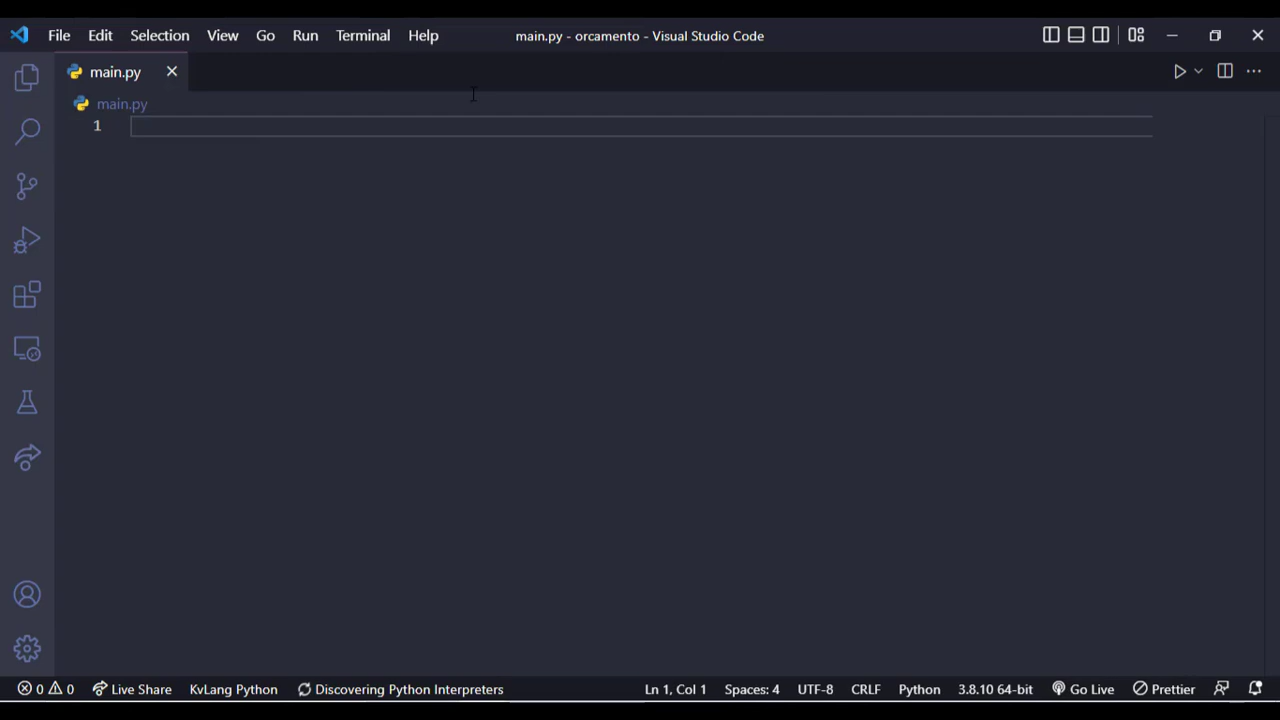 File Edit Selection View Go Run Terminal Help main.py - orcamento - Visual Studio Code
main.py
main.py
1
0 0 Live Share KvLang Python Discovering Python Interpreters Ln 1, Col 1 Spaces: 4 UTF-8 CRLF Python 3.8.10 64-bit Go Live Prettier